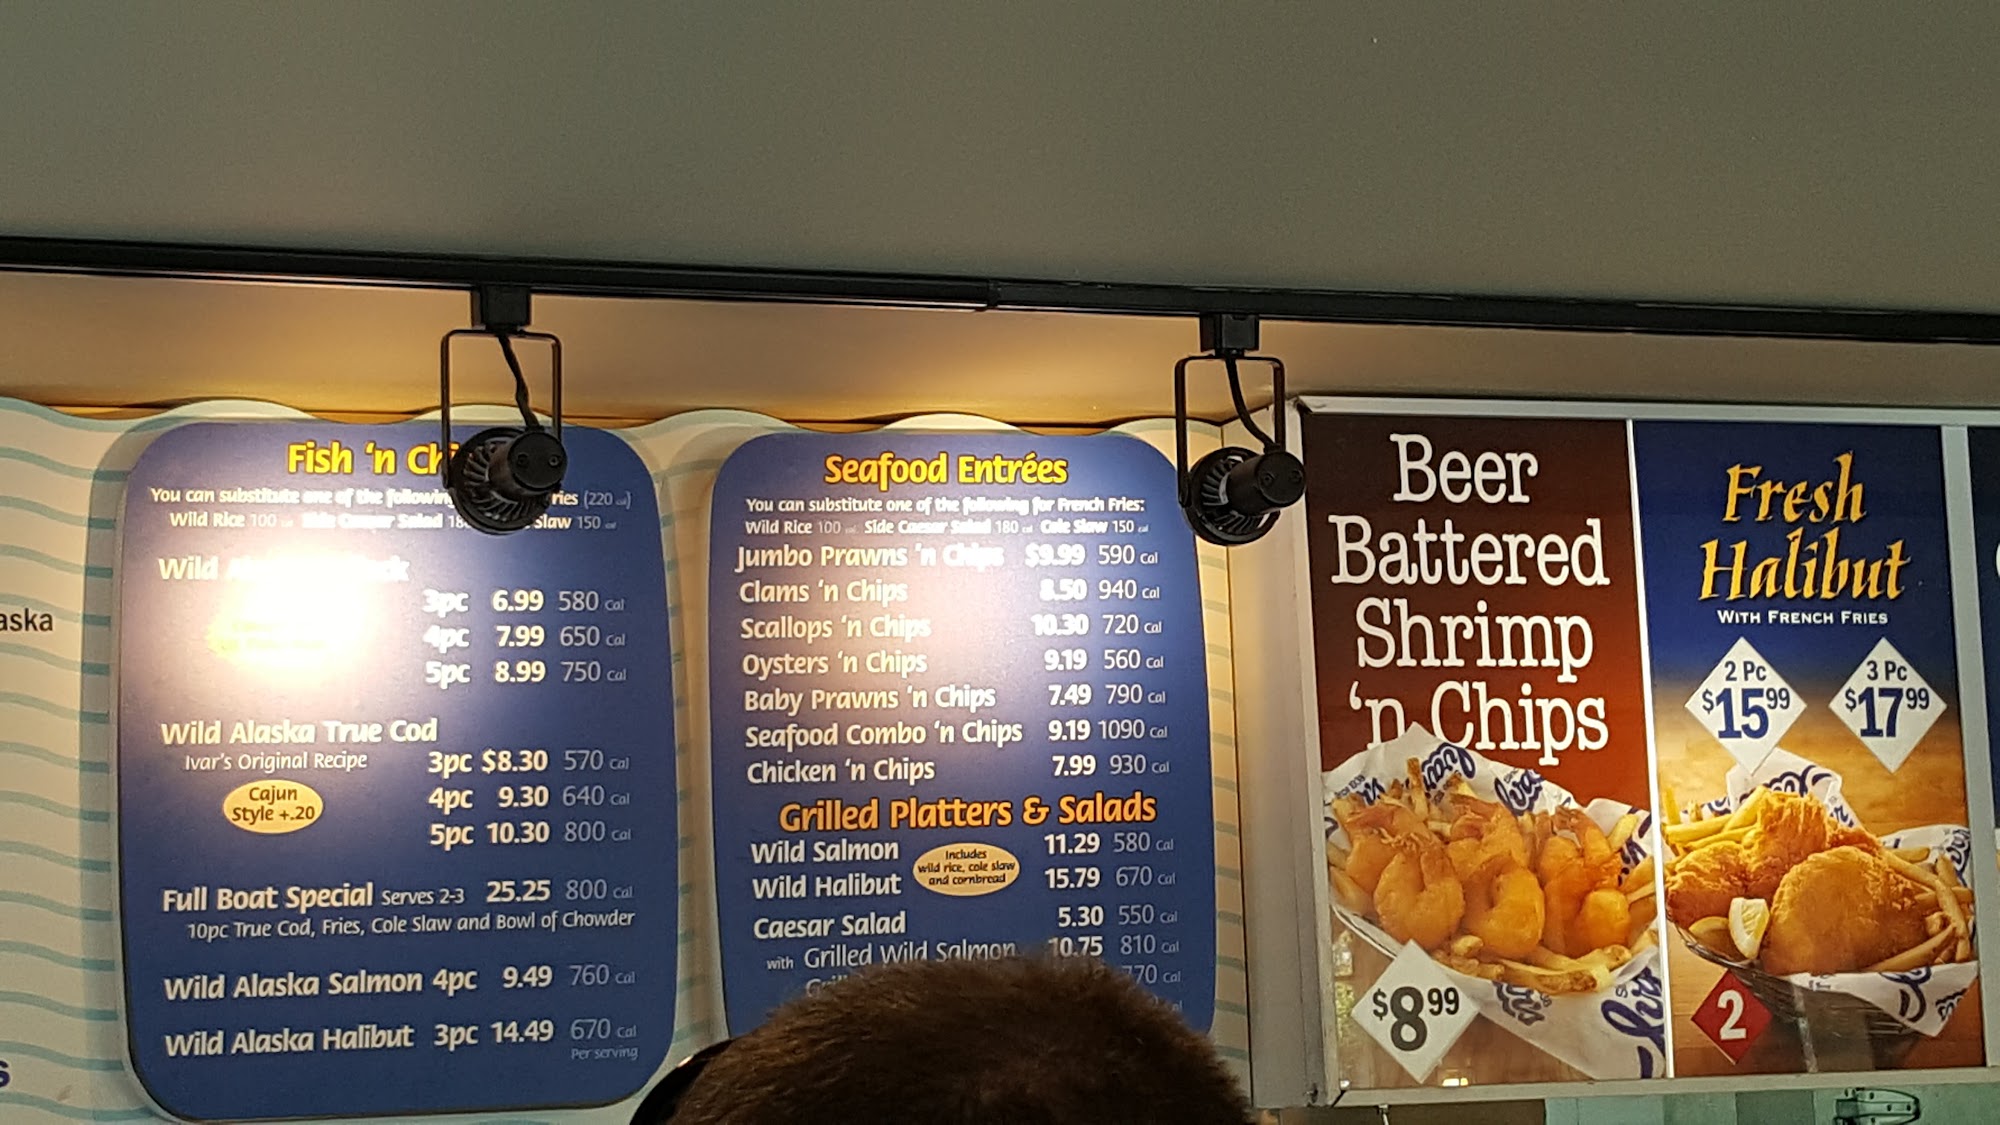 aska
s
Fish 'n Chi
You can substitute one of the following ries (220 cal)
Wild Rice 100 cal Side Caesar Salad 180 Slaw 150 cal
Wild
3pc 6.99 580 Cal
4pc 7.99 650 Cal
5pc 8.99 750 Cal
Wild Alaska True Cod
Ivar's Original Recipe
3pc $8.30 570 Cal
Cajun
Style +.20
4pc 9.30 640 Cal
5pc 10.30 800 Cal
Full Boat Special Serves 2-3 25.25 800 Cal
10pc True Cod, Fries, Cole Slaw and Bowl of Chowder
Wild Alaska Salmon 4pc 9.49 760 Cal
Wild Alaska Halibut 3pc 14.49 670 Cal
Per serving
Seafood Entrées
You can substitute one of the following for French Fries:
Wild Rice 100 cal Side Caesar Salad 180 cal Cole Slaw 150 cal
Jumbo Prawns 'n Chips $9.99 590 Cal
Clams 'n Chips 8.50 940 Cal
Scallops 'n Chips 10.30 720 Cal
Oysters 'n Chips 9.19 560 Cal
Baby Prawns 'n Chips 7.49 790 Cal
Seafood Combo 'n Chips 9.19 1090 Cal
Chicken 'n Chips 7.99 930 Cal
Grilled Platters & Salads
Wild Salmon 11.29 580 Cal
Includes
wild rice, cole slaw
and cornbread
Wild Halibut 15.79 670 Cal
Caesar Salad 5.30 550 Cal
with Grilled Wild Salmon 10.75 810 Cal
770 Cal
Beer
Battered
Shrimp
'n Chips
$8.99
Fresh
Halibut
WITH FRENCH FRIES
2 Pc
$15.99
3 Pc
$17.99
2